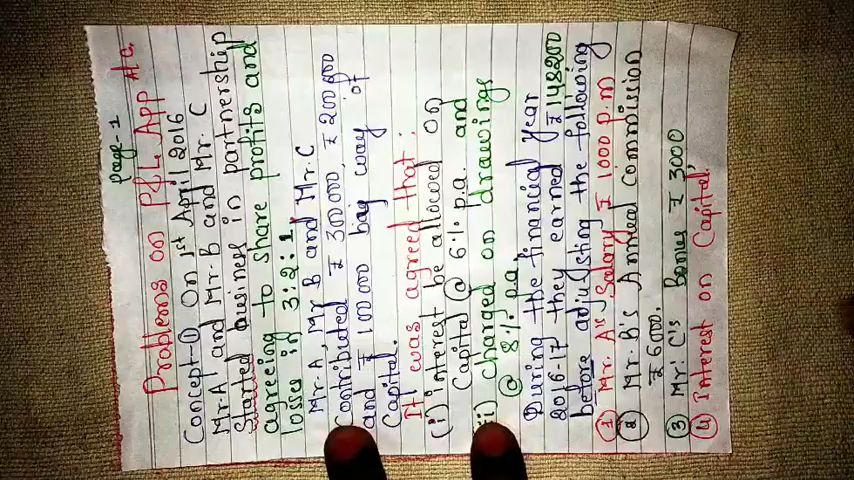 Page-1
Problems on P&L App A/C.
Concept-① On 1st April 2016
Mr.A and Mr.B and Mr. C
Started business in partnership
agreeing to share profits and
losses in 3:2:1
Mr.A, Mr B and Mr.C
Contributed ₹ 300000, ₹ 200000
and ₹ 100000 by way of
Capital.
It was agreed that:
(i) interest be allowed on
Capital @ 6% p.a. and
(ii) charged on drawings
@ 8% p.a.
During the financial year
2016-17 they earned ₹ 148200
before adjusting the following
① Mr. A's Salary ₹ 1000 p.m
② Mr.B's Annual Commission
₹ 6000.
③ Mr: C's Bonus ₹ 3000
④ Interest on Capital,